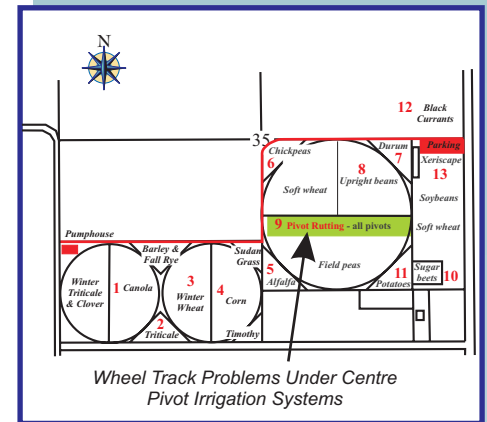 N
12 Black
Currants
35
Chickpeas
6
Durum
7
Parking
Xeriscape
13
8
Upright beans
Soft wheat
Soybeans
9 Pivot Rutting - all pivots
Soft wheat
Pumphouse
Barley &
Fall Rye
Sudan
Grass
5
Alfalfa
Field peas
11
Potatoes
Sugar
beets
10
Winter
Triticale
& Clover
1 Canola
3
Winter
Wheat
4
Corn
2
Triticale
Timothy
Wheel Track Problems Under Centre
Pivot Irrigation Systems